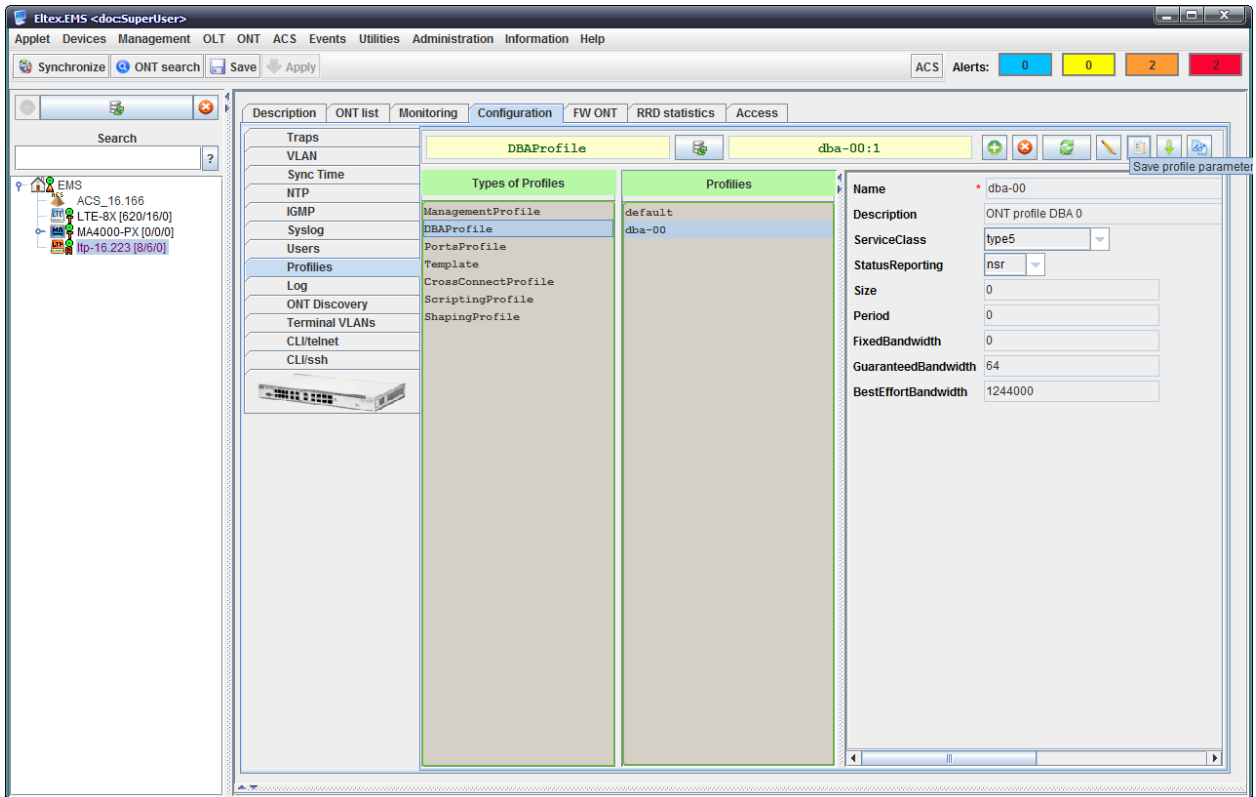 Eltex.EMS <doc:SuperUser>
Applet Devices Management OLT ONT ACS Events Utilities Administration Information Help
Synchronize ONT search Save Apply ACS Alerts: 0 0 2 2
Search
?
EMS
ACS_16.166
LTE-8X [620/16/0]
MA4000-PX [0/0/0]
ltp-16.223 [8/6/0]
Description ONT list Monitoring Configuration FW ONT RRD statistics Access
Traps
VLAN
Sync Time
NTP
IGMP
Syslog
Users
Profilies
Log
ONT Discovery
Terminal VLANs
CLI/telnet
CLI/ssh
DBAProfile dba-00:1
Save profile parameter
Types of Profiles
ManagementProfile
DBAProfile
PortsProfile
Template
CrossConnectProfile
ScriptingProfile
ShapingProfile
Profilies
default
dba-00
Name * dba-00
Description ONT profile DBA 0
ServiceClass type5
StatusReporting nsr
Size 0
Period 0
FixedBandwidth 0
GuaranteedBandwidth 64
BestEffortBandwidth 1244000